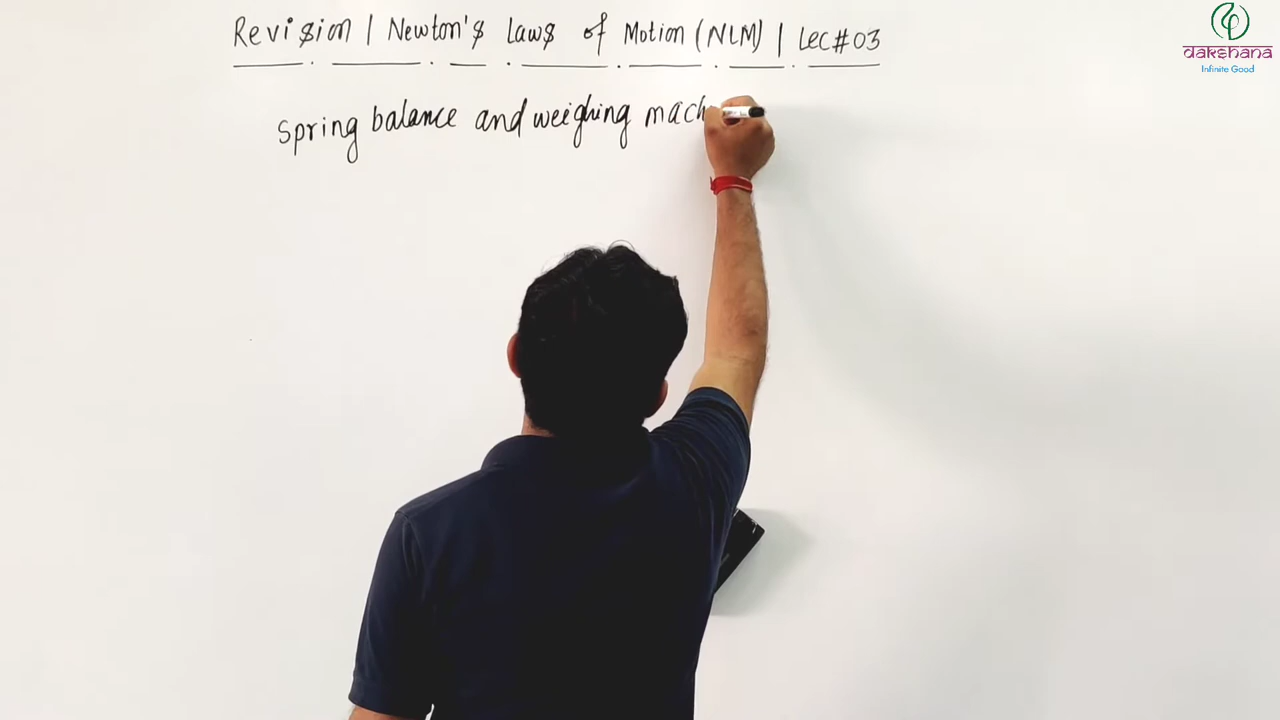 Revision | Newton's Laws of Motion (NLM) | Lec#03
spring balance and weighing mach
dakshana
Infinite Good